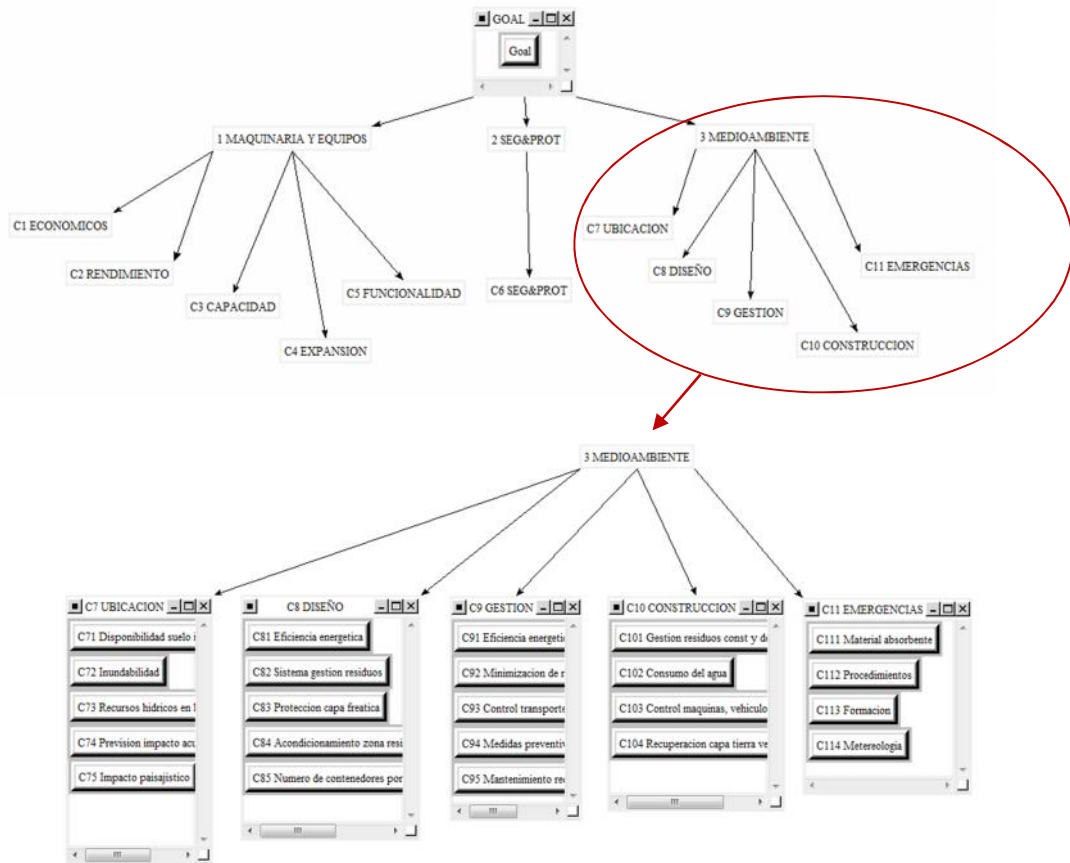 GOAL
Goal
1 MAQUINARIA Y EQUIPOS
2 SEG&PROT
3 MEDIOAMBIENTE
C1 ECONOMICOS
C2 RENDIMIENTO
C3 CAPACIDAD
C4 EXPANSION
C5 FUNCIONALIDAD
C6 SEG&PROT
C7 UBICACION
C8 DISEÑO
C9 GESTION
C10 CONSTRUCCION
C11 EMERGENCIAS
3 MEDIOAMBIENTE
C7 UBICACION
C71 Disponibilidad suelo
C72 Inundabilidad
C73 Recursos hidricos en
C74 Prevision impacto acu
C75 Impacto paisajistico
C8 DISEÑO
C81 Eficiencia energetica
C82 Sistema gestion residuos
C83 Proteccion capa freatica
C84 Acondicionamiento zona resi
C85 Numero de contenedores por
C9 GESTION
C91 Eficiencia energeti
C92 Minimizacion de r
C93 Control transporte
C94 Medidas preventiv
C95 Mantenimiento re
C10 CONSTRUCCION
C101 Gestion residuos const y de
C102 Consumo del agua
C103 Control maquinas, vehiculo
C104 Recuperacion capa tierra ve
C11 EMERGENCIAS
C111 Material absorbente
C112 Procedimientos
C113 Formacion
C114 Metereologia